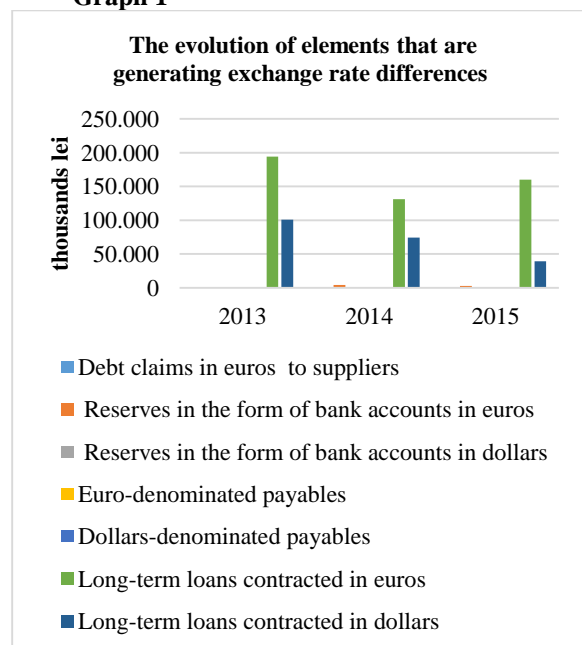 Graph 1
The evolution of elements that are
generating exchange rate differences
thousands lei
250.000
200.000
150.000
100.000
50.000
0
2013 2014 2015
Debt claims in euros to suppliers
Reserves in the form of bank accounts in euros
Reserves in the form of bank accounts in dollars
Euro-denominated payables
Dollars-denominated payables
Long-term loans contracted in euros
Long-term loans contracted in dollars